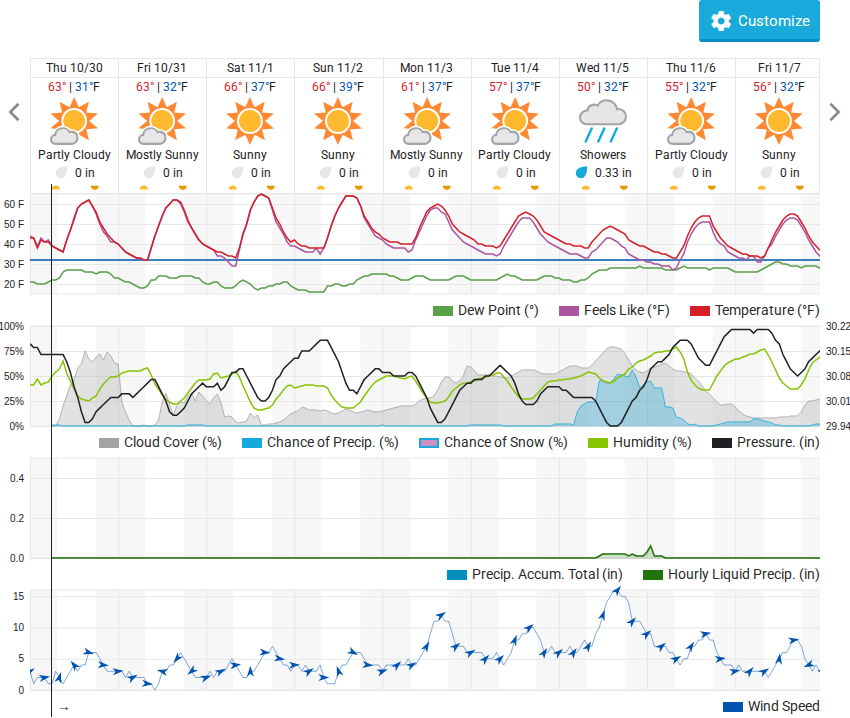 Customize
Thu 10/30 Fri 10/31 Sat 11/1 Sun 11/2 Mon 11/3 Tue 11/4 Wed 11/5 Thu 11/6 Fri 11/7
63° | 31°F 63° | 32°F 66° | 37°F 66° | 39°F 61° | 37°F 57° | 37°F 50° | 32°F 55° | 32°F 56° | 32°F
Partly Cloudy Mostly Sunny Sunny Sunny Mostly Sunny Partly Cloudy Showers Partly Cloudy Sunny
0 in 0 in 0 in 0 in 0 in 0 in 0.33 in 0 in 0 in
60 F
50 F
40 F
30 F
20 F
Dew Point (°) Feels Like (°F) Temperature (°F)
100% 30.22
75% 30.15
50% 30.08
25% 30.01
0% 29.94
Cloud Cover (%) Chance of Precip. (%) Chance of Snow (%) Humidity (%) Pressure. (in)
0.4
0.2
0.0
Precip. Accum. Total (in) Hourly Liquid Precip. (in)
15
10
5
0
→ Wind Speed